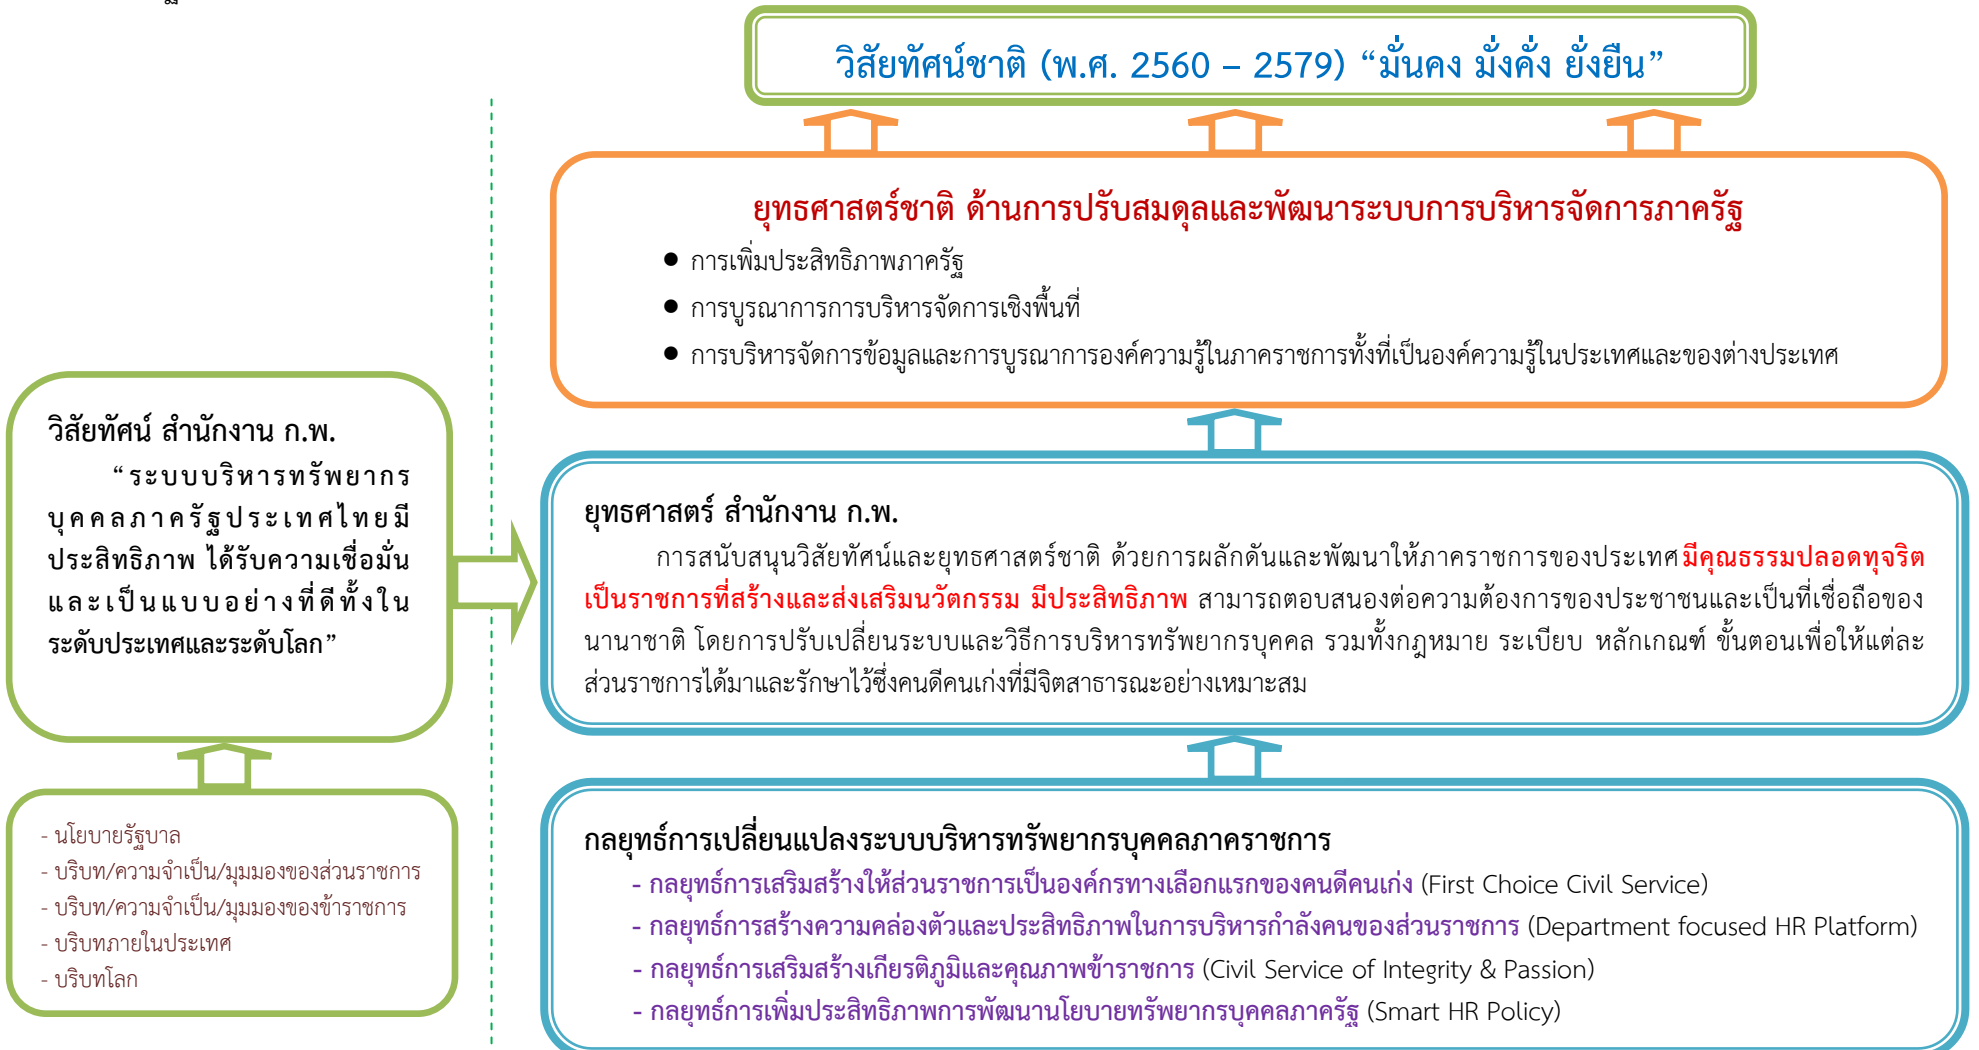 วิสัยทัศน์ชาติ (พ.ศ. 2560 – 2579) “มั่นคง มั่งคั่ง ยั่งยืน”
ยุทธศาสตร์ชาติ ด้านการปรับสมดุลและพัฒนาระบบการบริหารจัดการภาครัฐ
● การเพิ่มประสิทธิภาพภาครัฐ
● การบูรณาการการบริหารจัดการเชิงพื้นที่
● การบริหารจัดการข้อมูลและการบูรณาการองค์ความรู้ในภาคราชการทั้งที่เป็นองค์ความรู้ในประเทศและของต่างประเทศ
วิสัยทัศน์ สำนักงาน ก.พ.
“ระบบบริหารทรัพยากร
บุคคลภาครัฐประเทศไทยมี
ประสิทธิภาพ ได้รับความเชื่อมั่น
และเป็นแบบอย่างที่ดีทั้งใน
ระดับประเทศและระดับโลก”
- นโยบายรัฐบาล
- บริบท/ความจำเป็น/มุมมองของส่วนราชการ
- บริบท/ความจำเป็น/มุมมองของข้าราชการ
- บริบทภายในประเทศ
- บริบทโลก
ยุทธศาสตร์ สำนักงาน ก.พ.
การสนับสนุนวิสัยทัศน์และยุทธศาสตร์ชาติ ด้วยการผลักดันและพัฒนาให้ภาคราชการของประเทศมีคุณธรรมปลอดทุจริต
เป็นราชการที่สร้างและส่งเสริมนวัตกรรม มีประสิทธิภาพ สามารถตอบสนองต่อความต้องการของประชาชนและเป็นที่เชื่อถือของ
นานาชาติ โดยการปรับเปลี่ยนระบบและวิธีการบริหารทรัพยากรบุคคล รวมทั้งกฎหมาย ระเบียบ หลักเกณฑ์ ขั้นตอนเพื่อให้แต่ละ
ส่วนราชการได้มาและรักษาไว้ซึ่งคนดีคนเก่งที่มีจิตสาธารณะอย่างเหมาะสม
กลยุทธ์การเปลี่ยนแปลงระบบบริหารทรัพยากรบุคคลภาคราชการ
- กลยุทธ์การเสริมสร้างให้ส่วนราชการเป็นองค์กรทางเลือกแรกของคนดีคนเก่ง (First Choice Civil Service)
- กลยุทธ์การสร้างความคล่องตัวและประสิทธิภาพในการบริหารกำลังคนของส่วนราชการ (Department focused HR Platform)
- กลยุทธ์การเสริมสร้างเกียรติภูมิและคุณภาพข้าราชการ (Civil Service of Integrity & Passion)
- กลยุทธ์การเพิ่มประสิทธิภาพการพัฒนานโยบายทรัพยากรบุคคลภาครัฐ (Smart HR Policy)